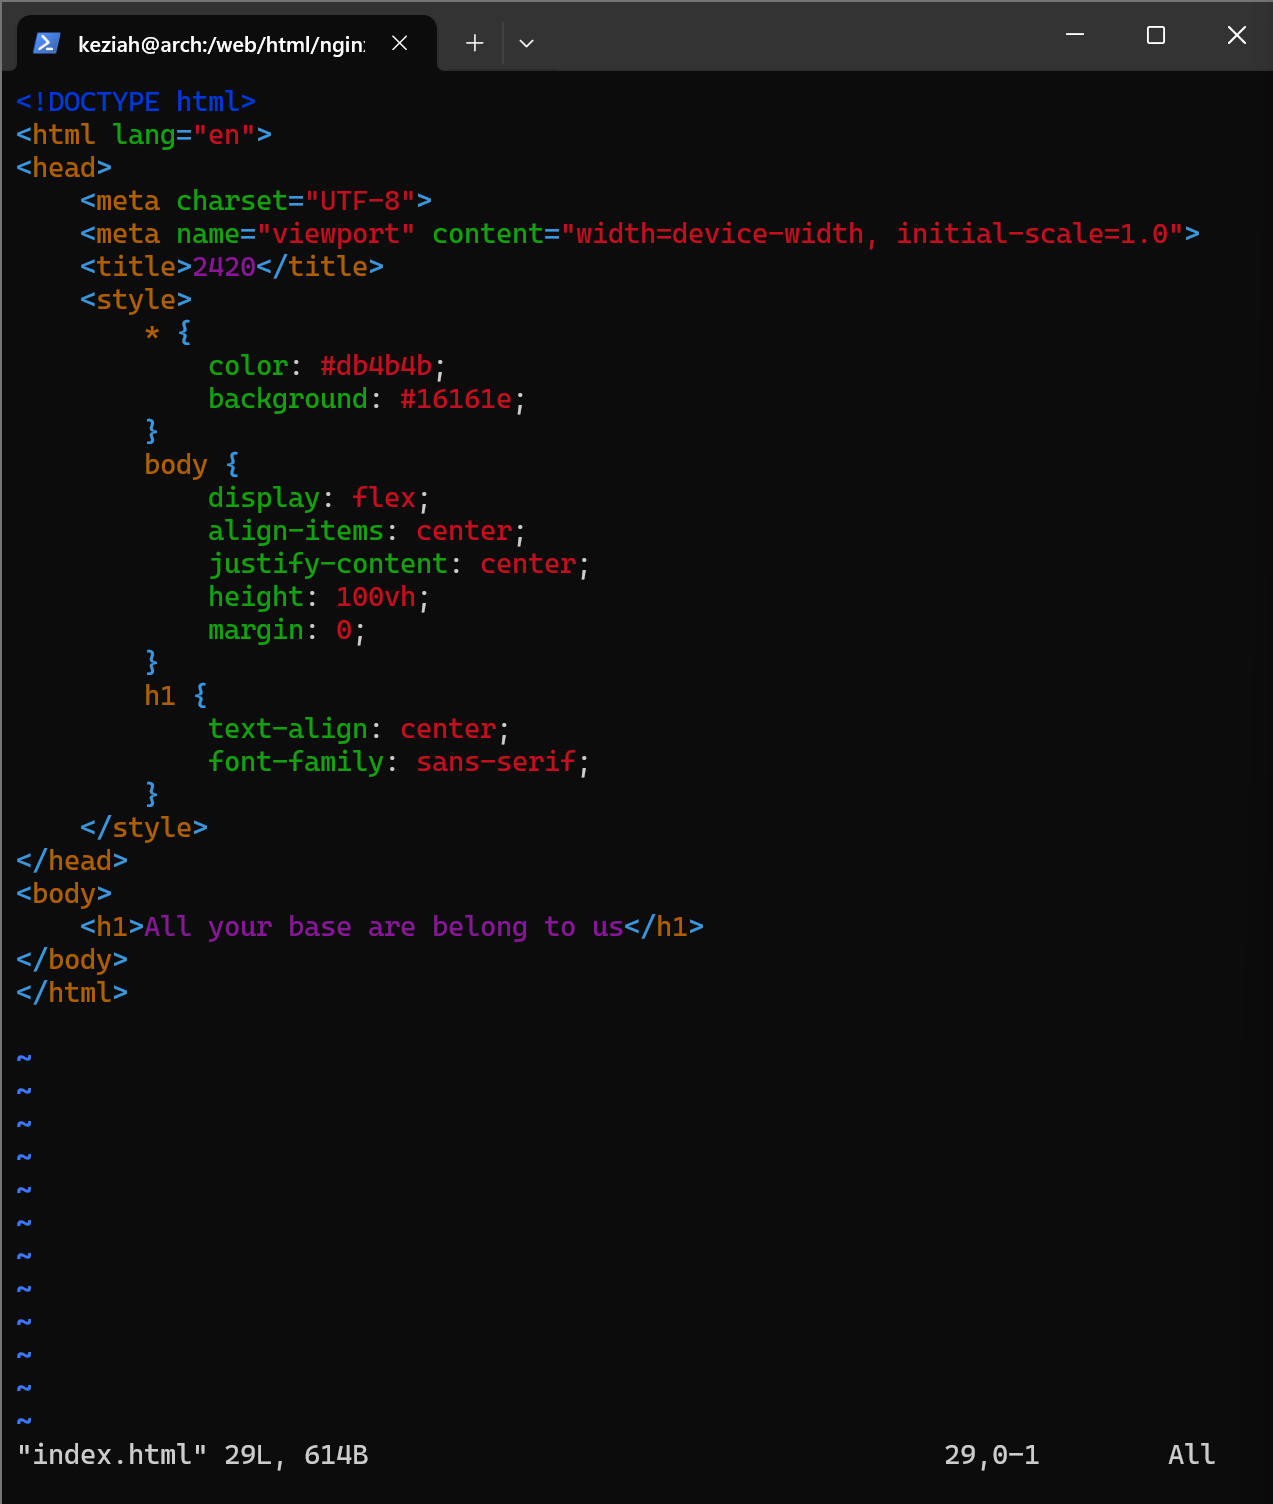 keziah@arch:/web/html/ngin
<!DOCTYPE html>
<html lang="en">
<head>
    <meta charset="UTF-8">
    <meta name="viewport" content="width=device-width, initial-scale=1.0">
    <title>2420</title>
    <style>
        * {
            color: #db4b4b;
            background: #16161e;
        }
        body {
            display: flex;
            align-items: center;
            justify-content: center;
            height: 100vh;
            margin: 0;
        }
        h1 {
            text-align: center;
            font-family: sans-serif;
        }
    </style>
</head>
<body>
    <h1>All your base are belong to us</h1>
</body>
</html>

~
~
~
~
~
~
~
~
~
~
~
~
"index.html" 29L, 614B 29,0-1 All